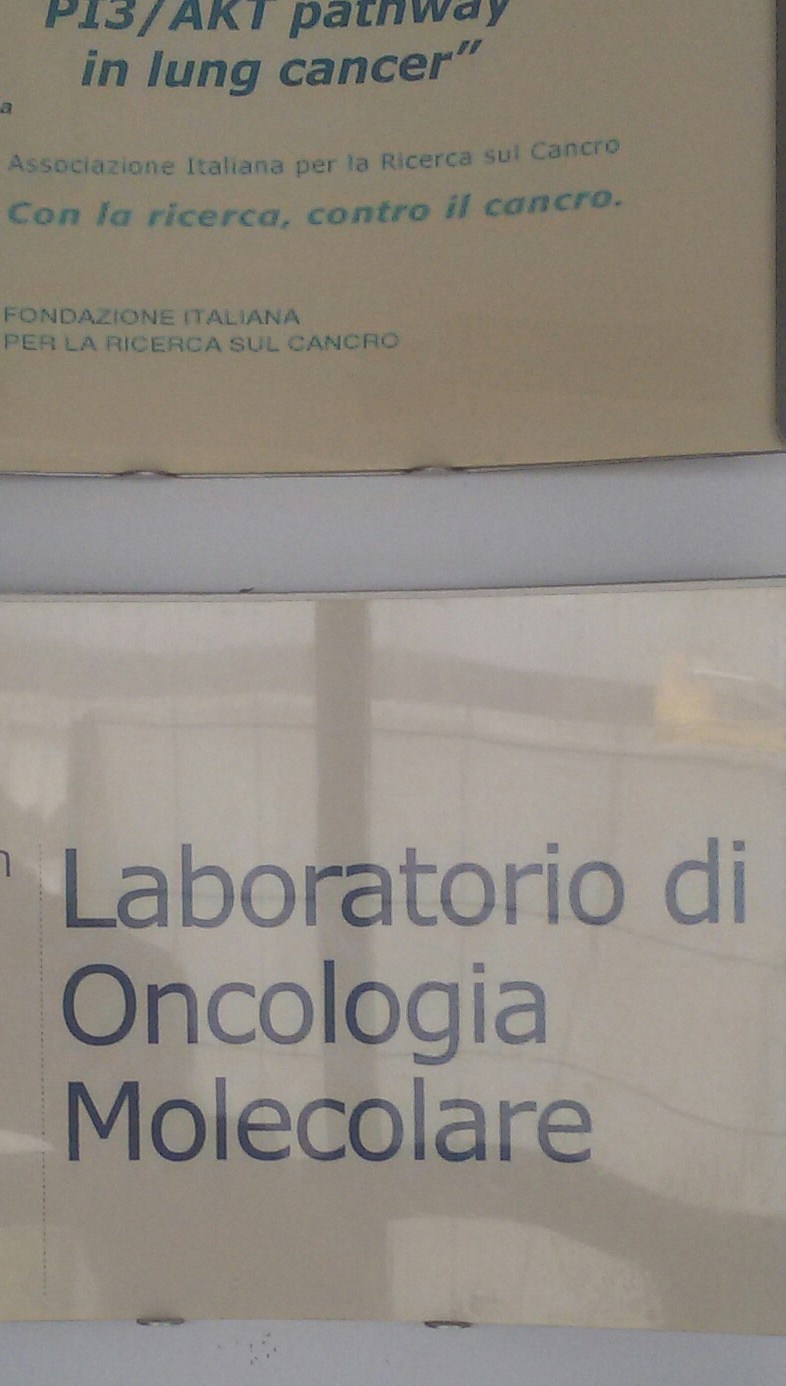 PI3/AKT pathway
in lung cancer”
a
Associazione Italiana per la Ricerca sul Cancro
Con la ricerca, contro il cancro.
FONDAZIONE ITALIANA
PER LA RICERCA SUL CANCRO
Laboratorio di
Oncologia
Molecolare